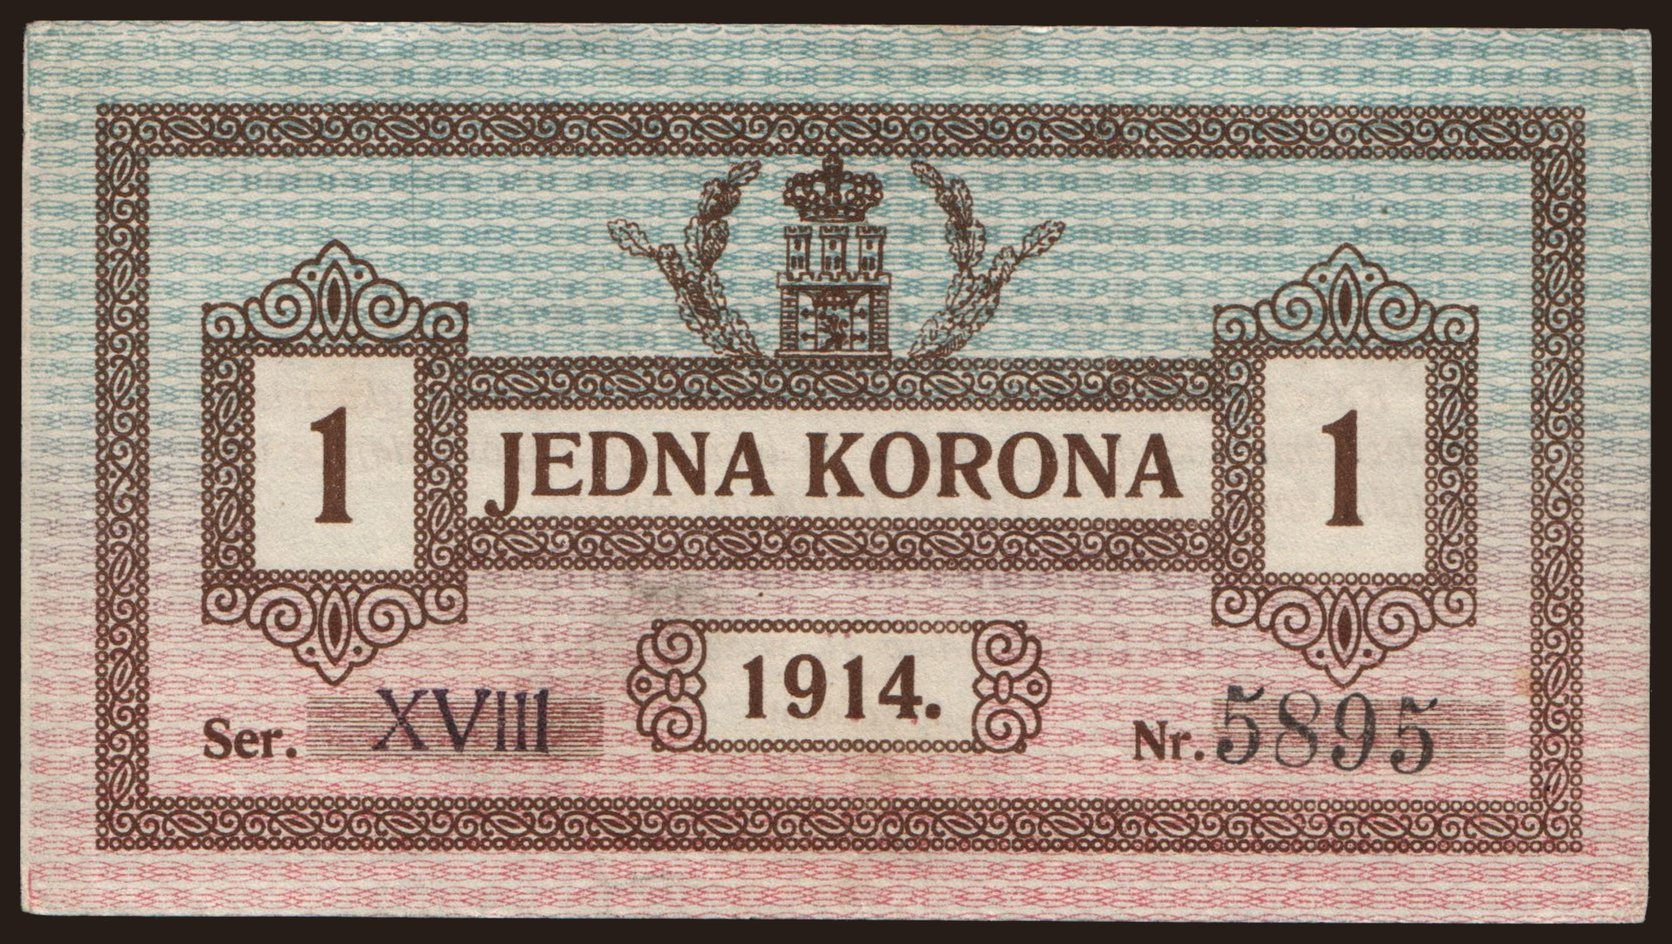 1 JEDNA KORONA 1
1914.
Ser. XVIII
Nr. 5895